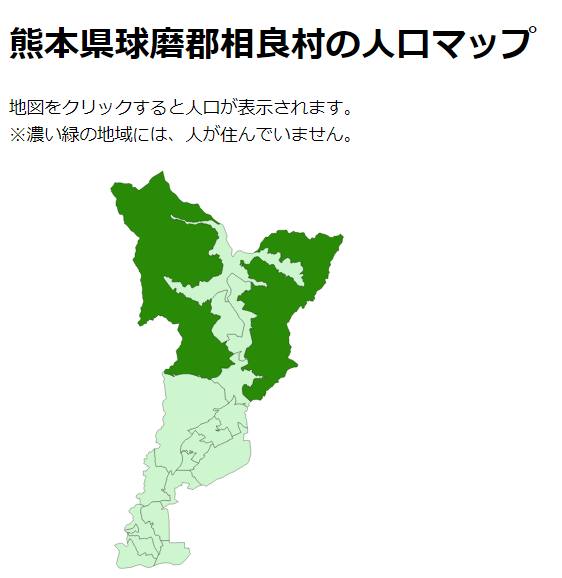 熊本県球磨郡相良村の人口マップ
地図をクリックすると人口が表示されます。
※濃い緑の地域には、人が住んでいません。